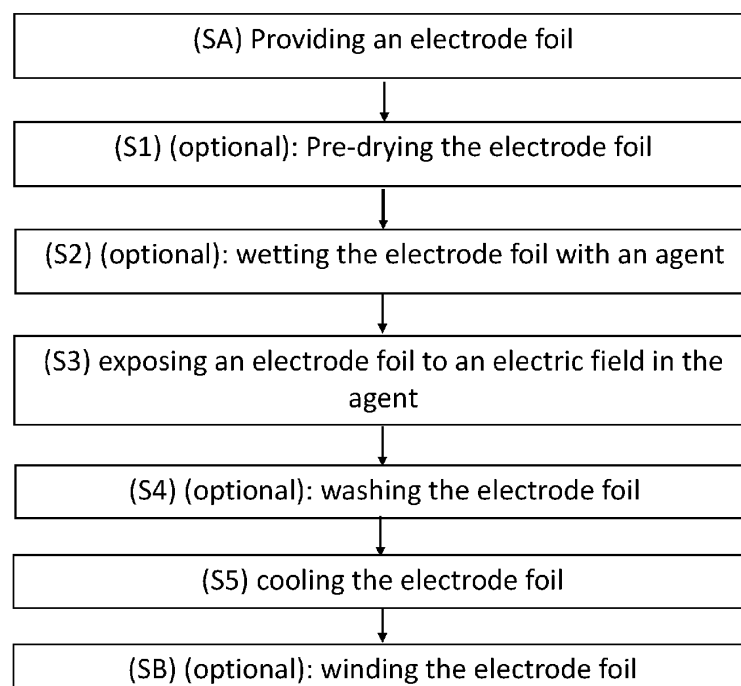 (SA) Providing an electrode foil
(S1) (optional): Pre-drying the electrode foil
(S2) (optional): wetting the electrode foil with an agent
(S3) exposing an electrode foil to an electric field in the
agent
(S4) (optional): washing the electrode foil
(S5) cooling the electrode foil
(SB) (optional): winding the electrode foil